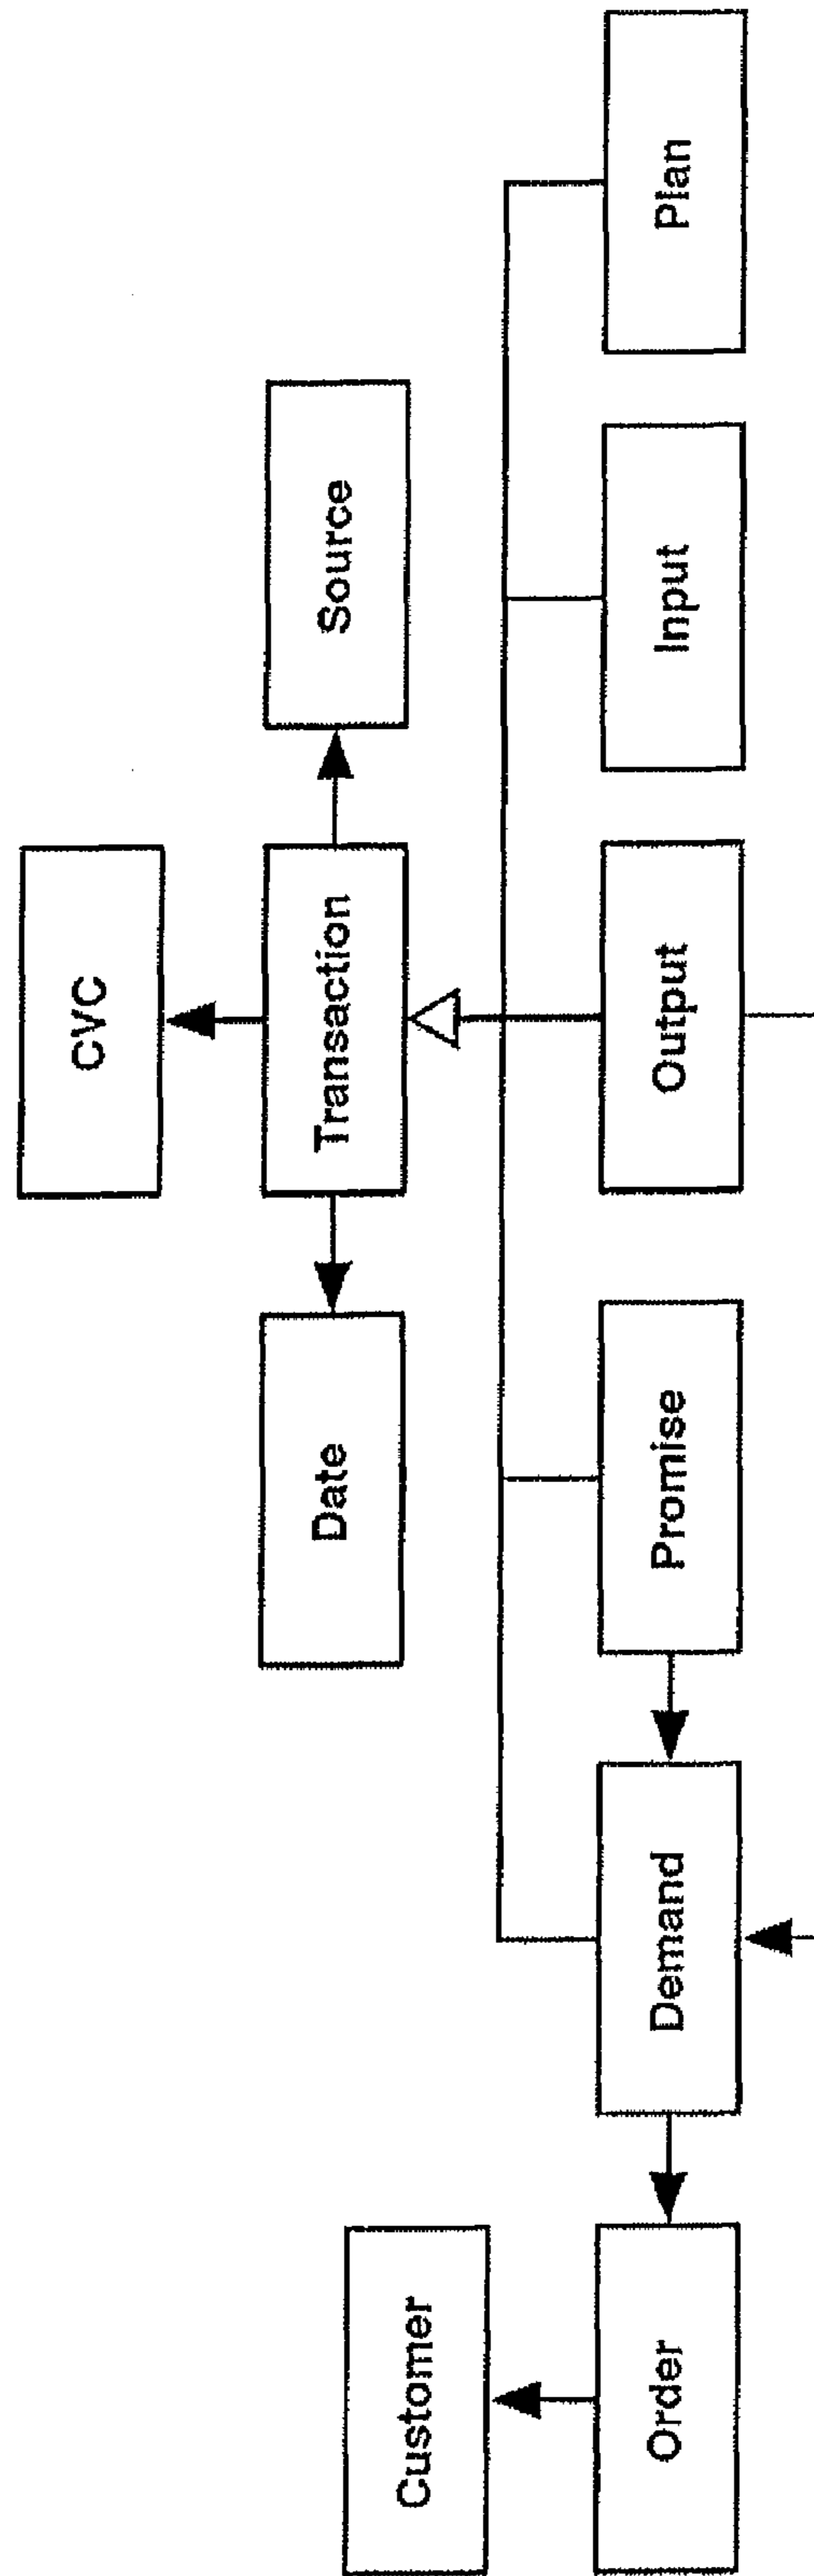 CVC
Date
Transaction
Source
Customer
Order
Demand
Promise
Output
Input
Plan